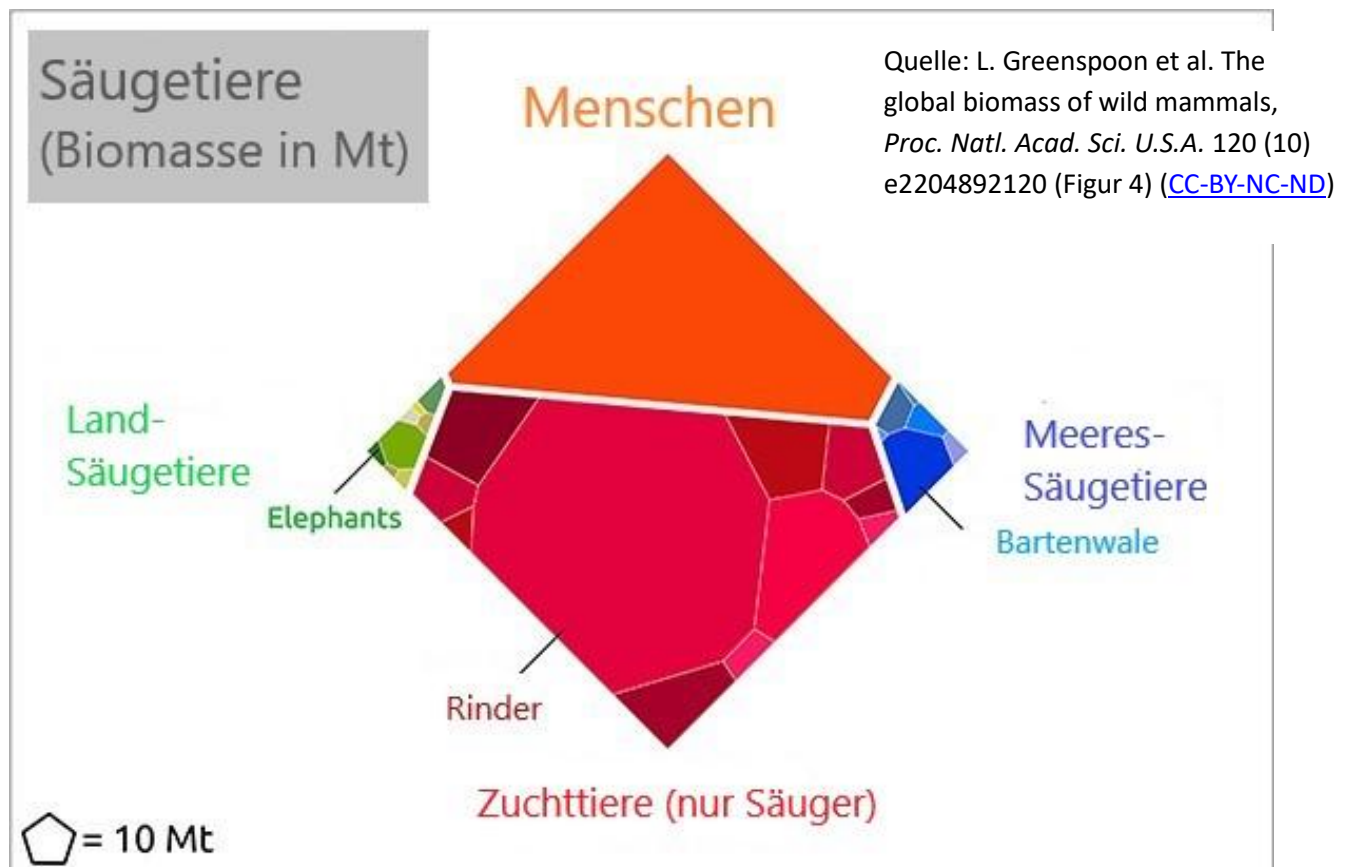 Säugetiere
(Biomasse in Mt)
Quelle: L. Greenspoon et al. The
global biomass of wild mammals,
Proc. Natl. Acad. Sci. U.S.A. 120 (10)
e2204892120 (Figur 4) (CC-BY-NC-ND)
Menschen
Land-
Säugetiere
Elephants
Meeres-
Säugetiere
Bartenwale
Rinder
Zuchttiere (nur Säuger)
= 10 Mt